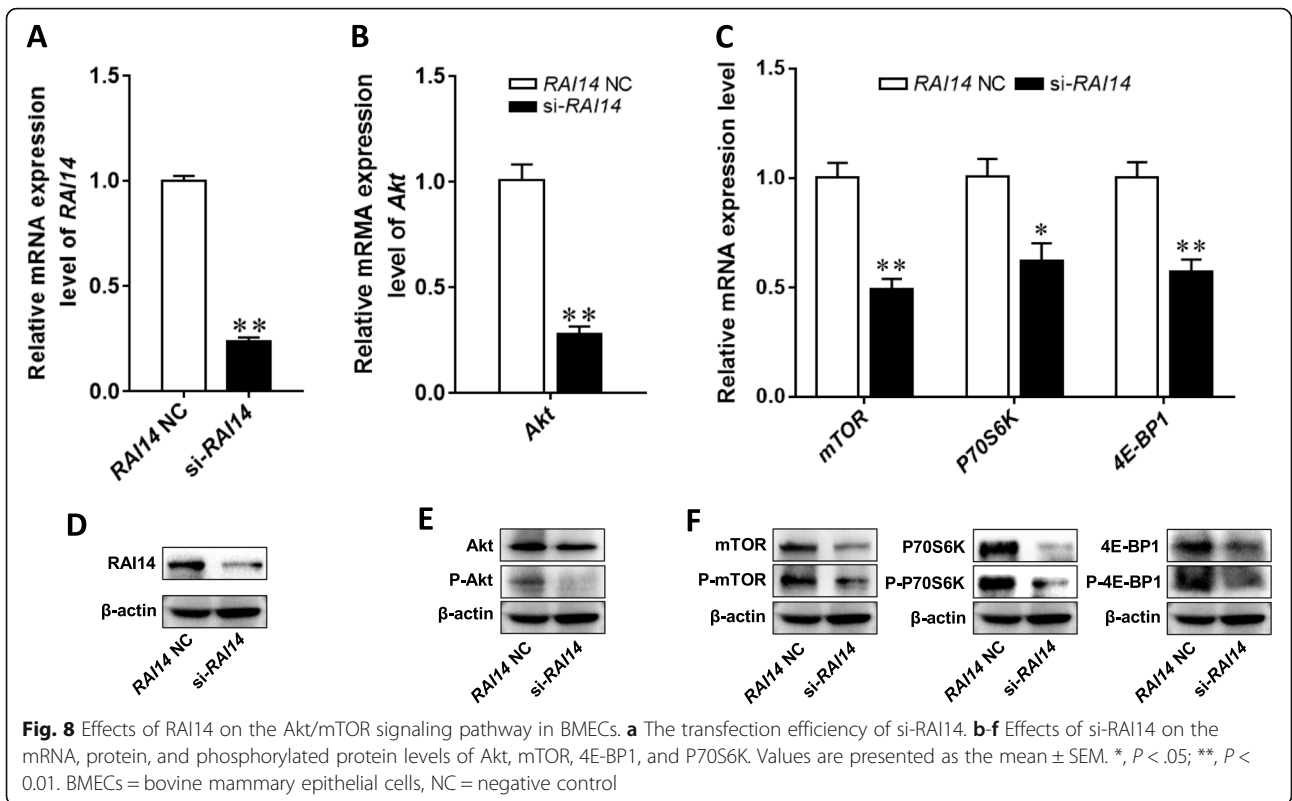 A
Relative mRNA expression
level of RAI14
1.5
1.0
0.5
0.0
**
RAI14 NC
si-RAI14
B
Relative mRMA expression
level of Akt
1.5
1.0
0.5
0.0
RAI14 NC
si-RAI14
**
Akt
C
Relative mRNA expression level
1.5
1.0
0.5
0.0
RAI14 NC si-RAI14
**
*
**
mTOR
P70S6K
4E-BP1
D
RAI14
β-actin
RAI14 NC
si-RAI14
E
Akt
P-Akt
β-actin
RAI14 NC
si-RAI14
F
mTOR
P-mTOR
β-actin
RAI14 NC
si-RAI14
P70S6K
P-P70S6K
β-actin
RAI14 NC
si-RAI14
4E-BP1
P-4E-BP1
β-actin
RAI14 NC
si-RAI14
Fig. 8 Effects of RAI14 on the Akt/mTOR signaling pathway in BMECs. a The transfection efficiency of si-RAI14. b-f Effects of si-RAI14 on the
mRNA, protein, and phosphorylated protein levels of Akt, mTOR, 4E-BP1, and P70S6K. Values are presented as the mean ± SEM. *, P < .05; **, P <
0.01. BMECs = bovine mammary epithelial cells, NC = negative control